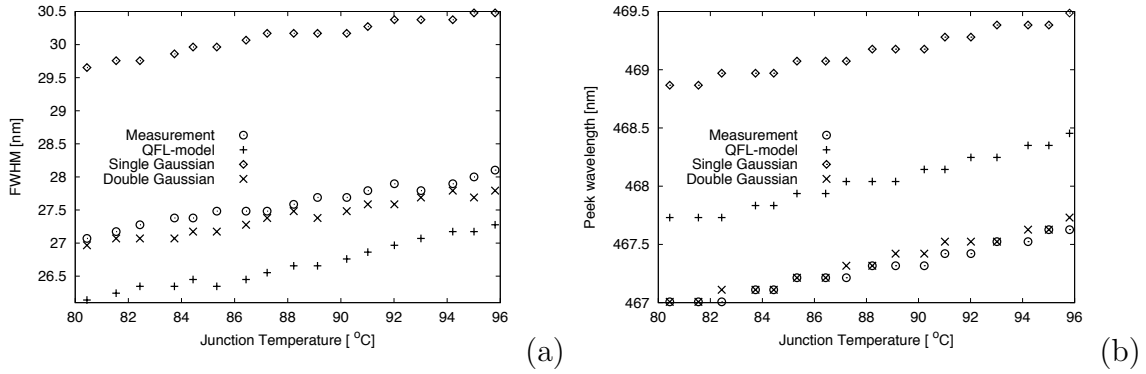 30.5
30
29.5
29
28.5
28
27.5
27
26.5
FWHM [nm]
Measurement
QFL-model
Single Gaussian
Double Gaussian
80 82 84 86 88 90 92 94 96
Junction Temperature [ °C]
(a)
469.5
469
468.5
468
467.5
467
Peek wavelength [nm]
Measurement
QFL-model
Single Gaussian
Double Gaussian
80 82 84 86 88 90 92 94 96
Junction Temperature [ °C]
(b)